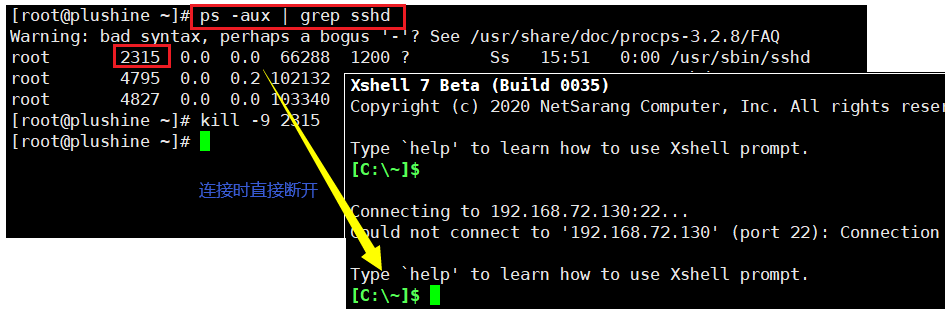 [root@plushine ~]# ps -aux | grep sshd
Warning: bad syntax, perhaps a bogus '-'? See /usr/share/doc/procps-3.2.8/FAQ
root 2315 0.0 0.0 66288 1200 ? Ss 15:51 0:00 /usr/sbin/sshd
root 4795 0.0 0.2 102132
root 4827 0.0 0.0 103340
[root@plushine ~]# kill -9 2315
[root@plushine ~]#
连接时直接断开
Xshell 7 Beta (Build 0035)
Copyright (c) 2020 NetSarang Computer, Inc. All rights reser
Type `help' to learn how to use Xshell prompt.
[C:\~]$
Connecting to 192.168.72.130:22...
Could not connect to '192.168.72.130' (port 22): Connection
Type `help' to learn how to use Xshell prompt.
[C:\~]$